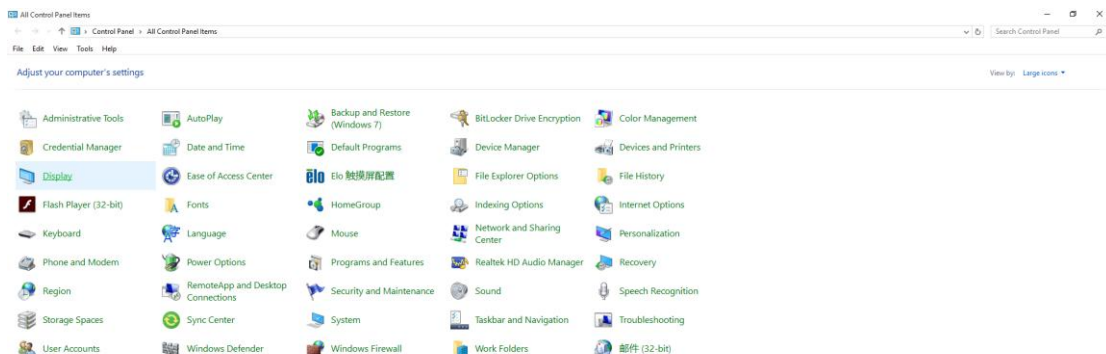 All Control Panel Items
Control Panel › All Control Panel Items
Search Control Panel
File Edit View Tools Help
Adjust your computer's settings
View by: Large icons
Administrative Tools
AutoPlay
Backup and Restore
(Windows 7)
BitLocker Drive Encryption
Color Management
Credential Manager
Date and Time
Default Programs
Device Manager
Devices and Printers
Display
Ease of Access Center
elo
Elo 触摸屏配置
File Explorer Options
File History
Flash Player (32-bit)
Fonts
HomeGroup
Indexing Options
Internet Options
Keyboard
Language
Mouse
Network and Sharing
Center
Personalization
Phone and Modem
Power Options
Programs and Features
Realtek HD Audio Manager
Recovery
Region
RemoteApp and Desktop
Connections
Security and Maintenance
Sound
Speech Recognition
Storage Spaces
Sync Center
System
Taskbar and Navigation
Troubleshooting
User Accounts
Windows Defender
Windows Firewall
Work Folders
邮件 (32-bit)